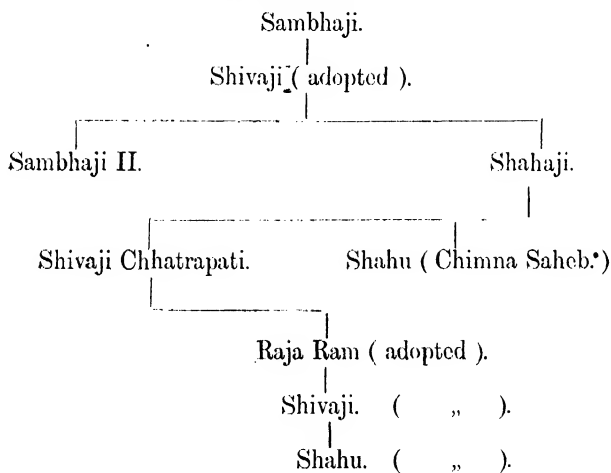 Sambhaji.
Shivaji ( adopted ).
Sambhaji II. Shahaji.
Shivaji Chhatrapati. Shahu ( Chimna Saheb.*)
Raja Ram ( adopted ).
Shivaji. ( „ ).
Shahu. ( „ ).